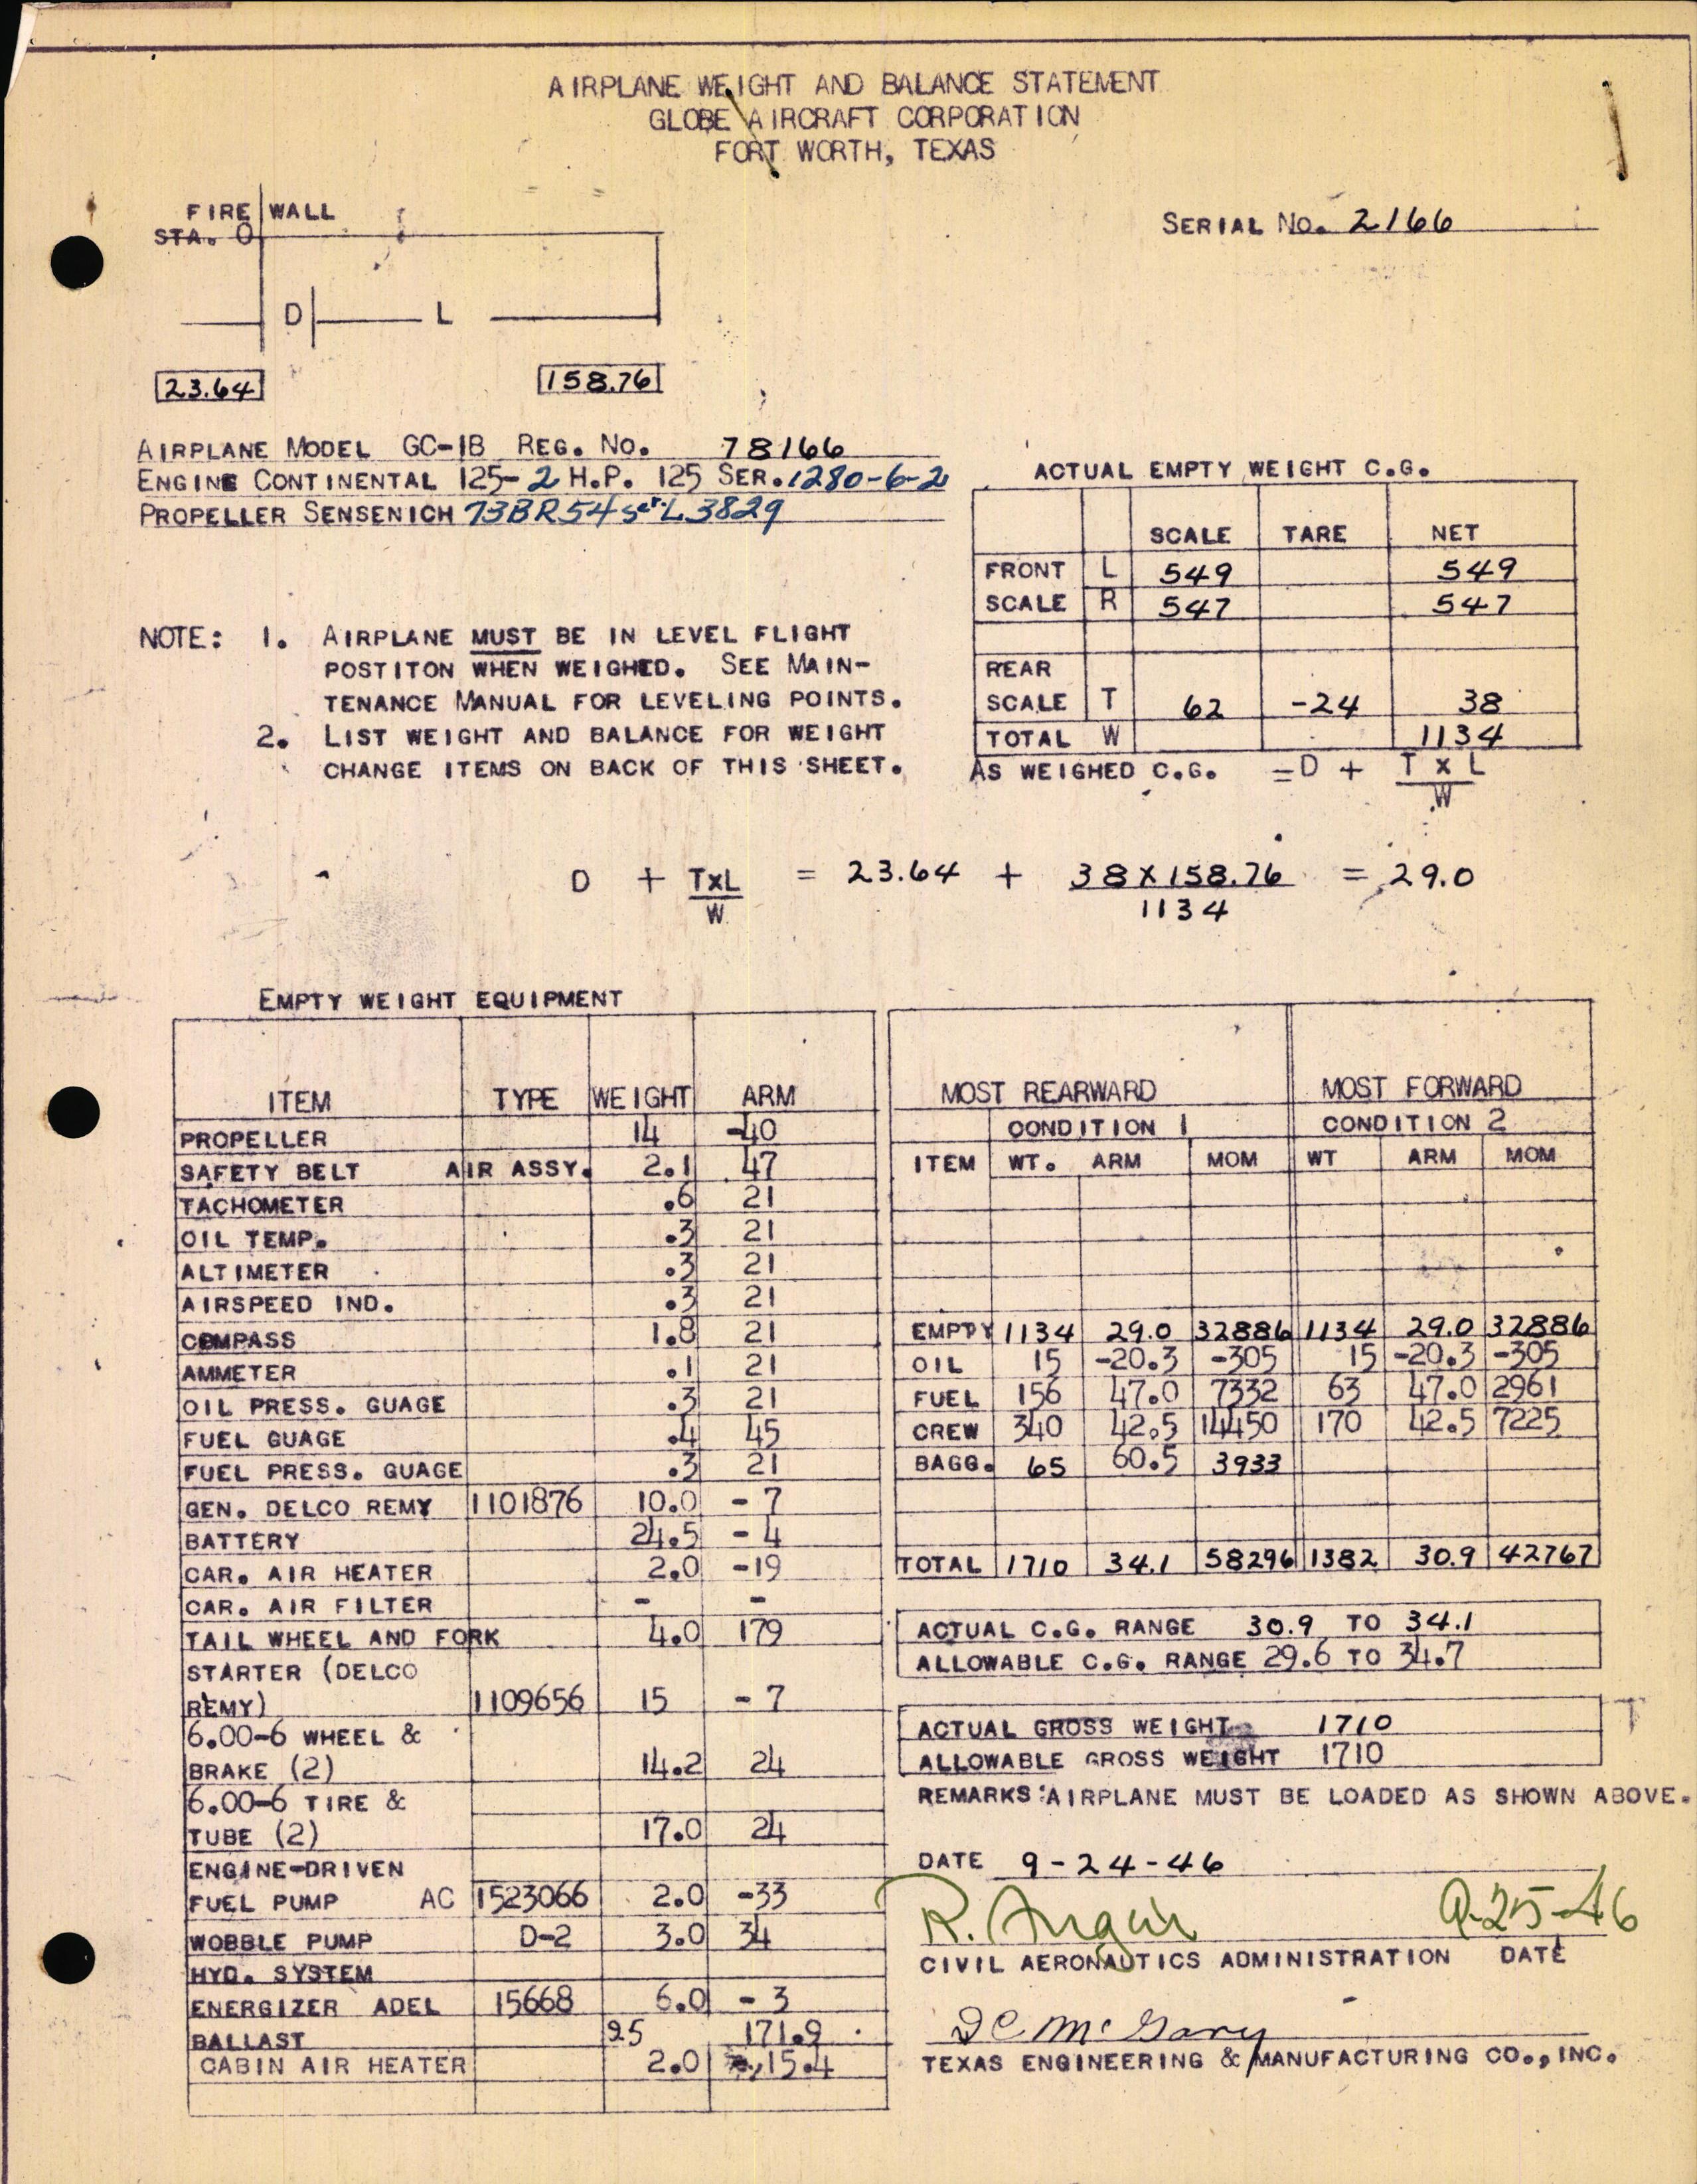 AIRPLANE WEIGHT AND BALANCE STATEMENT
GLOBE AIRCRAFT CORPORATION
FORT WORTH, TEXAS
FIRE WALL
STA. 0
SERIAL NO. 2166
D L
23.64 158.76
AIRPLANE MODEL GC-1B REG. NO. 78166
ENGINE CONTINENTAL 125-2 H.P. 125 SER. 1280-6-2
PROPELLER SENSENICH 73BR54 ser L3829
NOTE: 1. AIRPLANE MUST BE IN LEVEL FLIGHT
POSTITON WHEN WEIGHED. SEE MAIN-
TENANCE MANUAL FOR LEVELING POINTS.
2. LIST WEIGHT AND BALANCE FOR WEIGHT
CHANGE ITEMS ON BACK OF THIS SHEET.
ACTUAL EMPTY WEIGHT C.G.
SCALE TARE NET
FRONT L 549 549
SCALE R 547 547
REAR
SCALE T 62 -24 38
TOTAL W 1134
AS WEIGHED C.G. = D + T x L
W
D + TxL = 23.64 + 38 X 158.76 = 29.0
W 1134
EMPTY WEIGHT EQUIPMENT
ITEM TYPE WEIGHT ARM
PROPELLER 14 -40
SAFETY BELT AIR ASSY. 2.1 47
TACHOMETER .6 21
OIL TEMP. .3 21
ALTIMETER .3 21
AIRSPEED IND. .3 21
COMPASS 1.8 21
AMMETER .1 21
OIL PRESS. GUAGE .3 21
FUEL GUAGE .4 45
FUEL PRESS. GUAGE .3 21
GEN. DELCO REMY 1101876 10.0 - 7
BATTERY 24.5 - 4
CAR. AIR HEATER 2.0 -19
CAR. AIR FILTER - -
TAIL WHEEL AND FORK 4.0 179
STARTER (DELCO
REMY) 1109656 15 - 7
6.00-6 WHEEL &
BRAKE (2) 14.2 24
6.00-6 TIRE &
TUBE (2) 17.0 24
ENGINE-DRIVEN
FUEL PUMP AC 1523066 2.0 -33
WOBBLE PUMP D-2 3.0 34
HYD. SYSTEM
ENERGIZER ADEL 15668 6.0 - 3
BALLAST 25 171.9
CABIN AIR HEATER 2.0 15.4
MOST REARWARD MOST FORWARD
CONDITION 1 CONDITION 2
ITEM WT. ARM MOM WT ARM MOM
EMPTY 1134 29.0 32886 1134 29.0 32886
OIL 15 -20.3 -305 15 -20.3 -305
FUEL 156 47.0 7332 63 47.0 2961
CREW 340 42.5 14450 170 42.5 7225
BAGG. 65 60.5 3933
TOTAL 1710 34.1 58296 1382 30.9 42767
ACTUAL C.G. RANGE 30.9 TO 34.1
ALLOWABLE C.G. RANGE 29.6 TO 34.7
ACTUAL GROSS WEIGHT 1710
ALLOWABLE GROSS WEIGHT 1710
REMARKS: AIRPLANE MUST BE LOADED AS SHOWN ABOVE.
DATE 9-24-46
R. 9-25-46
CIVIL AERONAUTICS ADMINISTRATION DATE
McGary
TEXAS ENGINEERING & MANUFACTURING CO., INC.